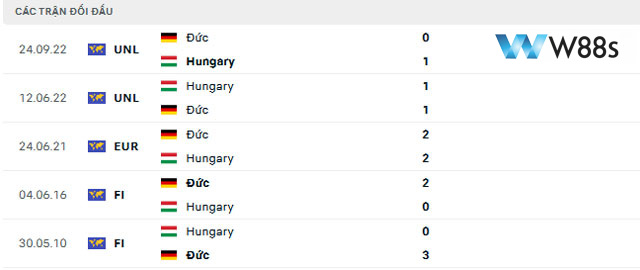 CÁC TRẬN ĐỐI ĐẦU
W88s
24.09.22 UNL Đức 0
Hungary 1
12.06.22 UNL Hungary 1
Đức 1
24.06.21 EUR Đức 2
Hungary 2
04.06.16 FI Đức 2
Hungary 0
30.05.10 FI Hungary 0
Đức 3